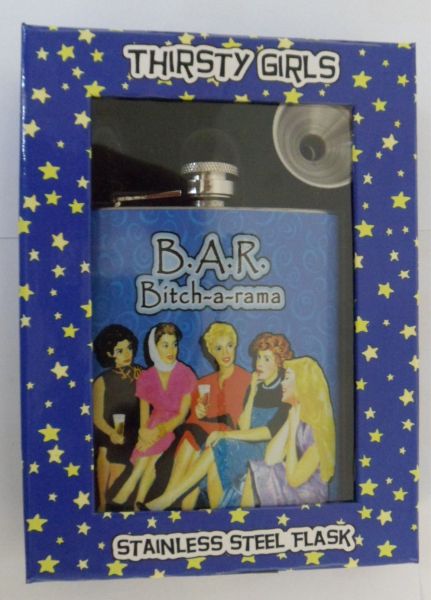 THIRSTY GIRLS
B.A.R.
Bitch-a-rama
STAINLESS STEEL FLASK